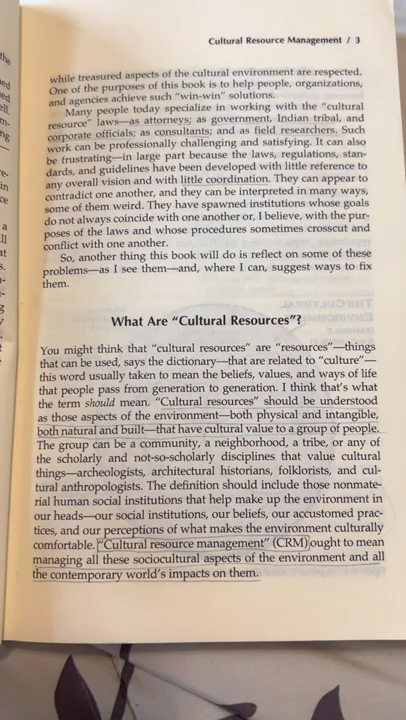 Cultural Resource Management / 3
while treasured aspects of the cultural environment are respected.
One of the purposes of this book is to help people, organizations,
and agencies achieve such "win-win" solutions.
Many people today specialize in working with the "cultural
resource" laws—as attorneys; as government, Indian tribal, and
corporate officials; as consultants; and as field researchers. Such
work can be professionally challenging and satisfying. It can also
be frustrating—in large part because the laws, regulations, stan-
dards, and guidelines have been developed with little reference to
any overall vision and with little coordination. They can appear to
contradict one another, and they can be interpreted in many ways,
some of them weird. They have spawned institutions whose goals
do not always coincide with one another or, I believe, with the pur-
poses of the laws and whose procedures sometimes crosscut and
conflict with one another.
So, another thing this book will do is reflect on some of these
problems—as I see them—and, where I can, suggest ways to fix
them.
What Are "Cultural Resources"?
You might think that "cultural resources" are "resources"—things
that can be used, says the dictionary—that are related to "culture"—
this word usually taken to mean the beliefs, values, and ways of life
that people pass from generation to generation. I think that's what
the term should mean. "Cultural resources" should be understood
as those aspects of the environment—both physical and intangible,
both natural and built—that have cultural value to a group of people.
The group can be a community, a neighborhood, a tribe, or any of
the scholarly and not-so-scholarly disciplines that value cultural
things—archeologists, architectural historians, folklorists, and cul-
tural anthropologists. The definition should include those nonmate-
rial human social institutions that help make up the environment in
our heads—our social institutions, our beliefs, our accustomed prac-
tices, and our perceptions of what makes the environment culturally
comfortable. "Cultural resource management" (CRM) ought to mean
managing all these sociocultural aspects of the environment and all
the contemporary world's impacts on them.